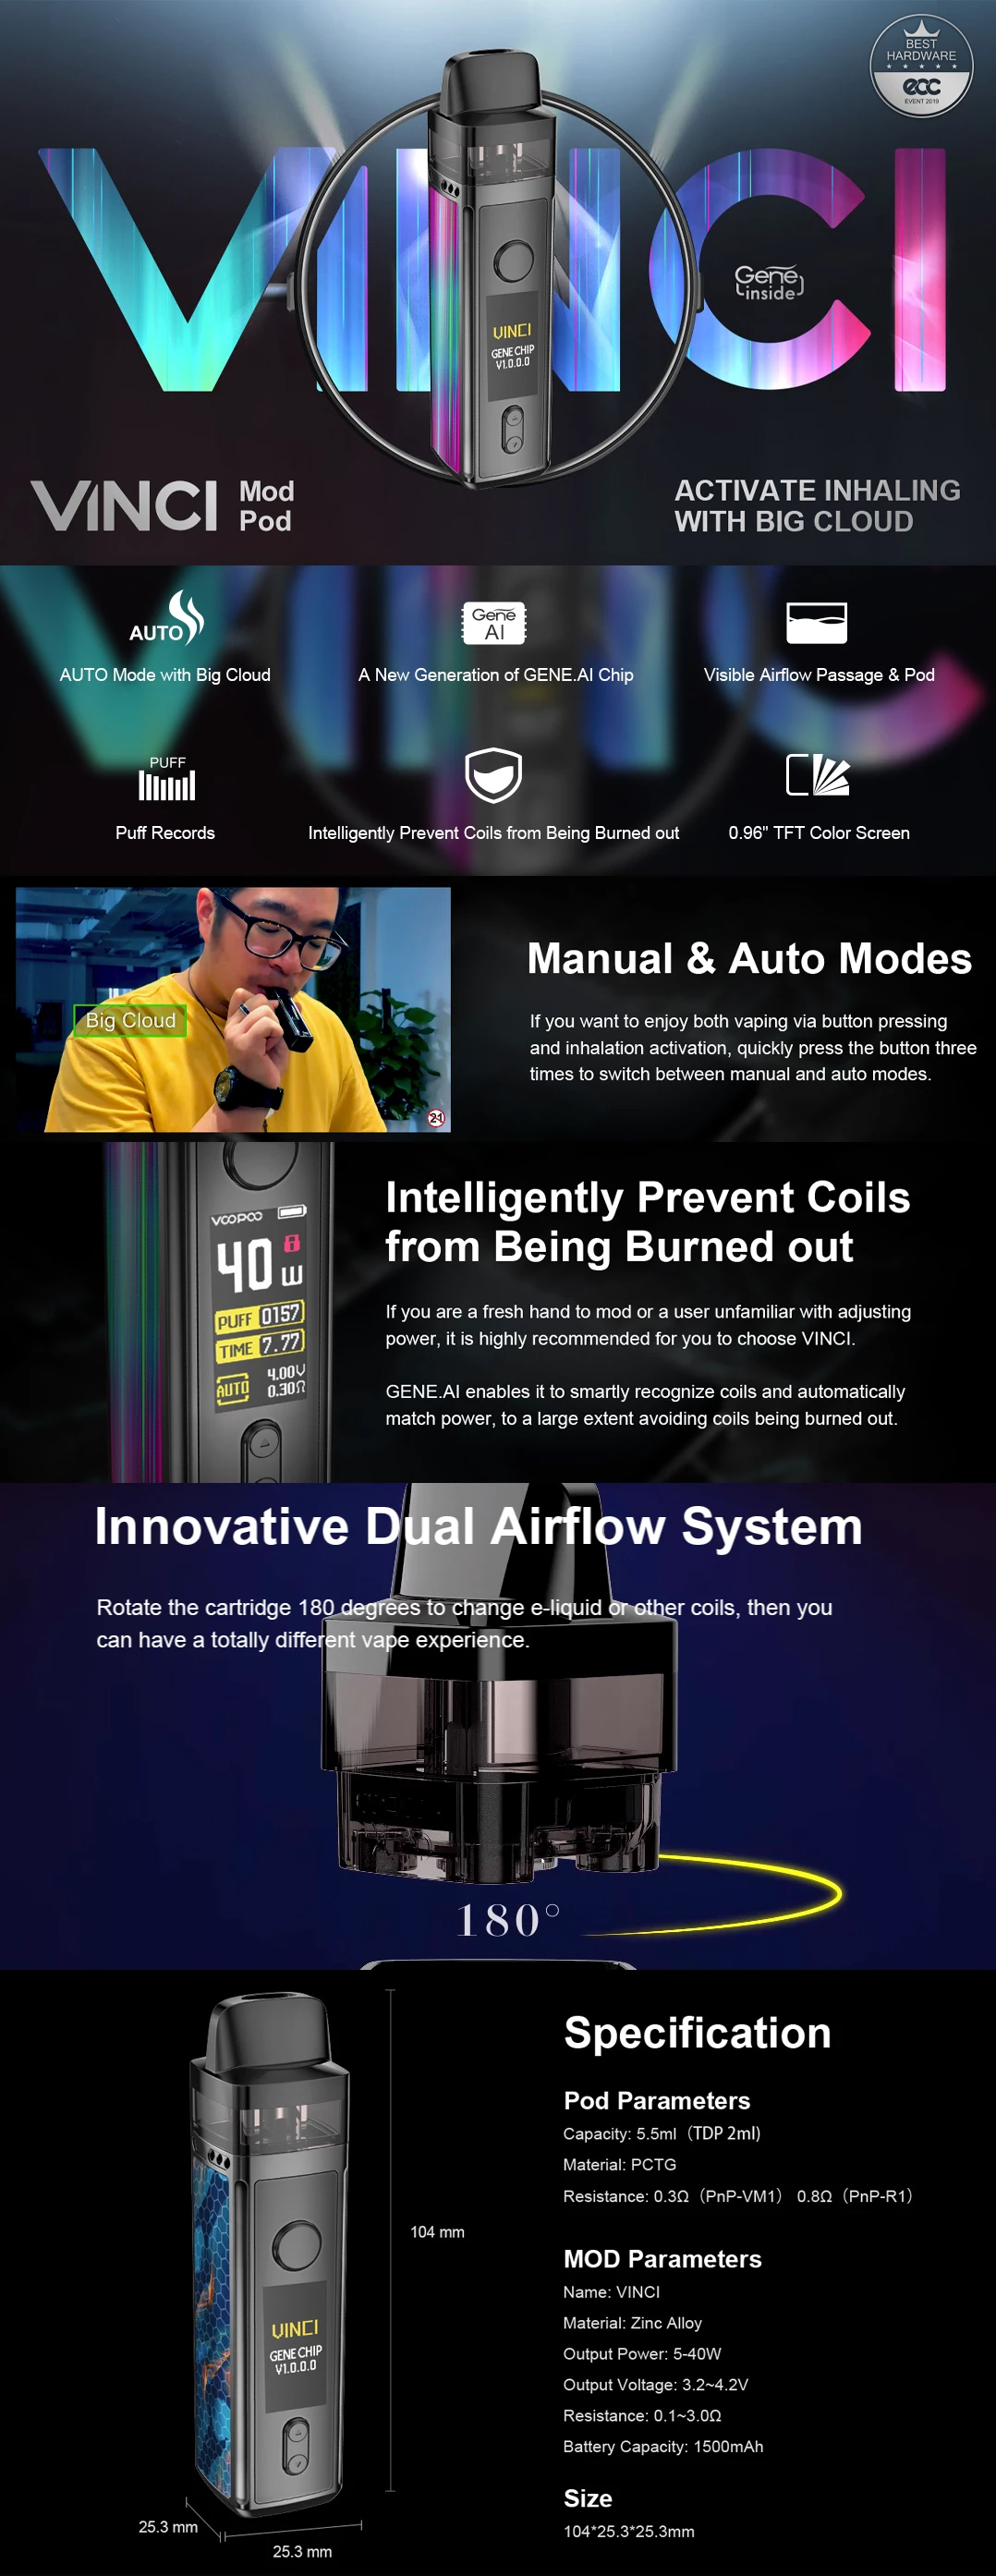 BEST
HARDWARE
ecc
EVENT 2019
VINCI
Gene
inside
VINCI
GENE CHIP
V1.0.0.0
VINCI Mod
Pod
ACTIVATE INHALING
WITH BIG CLOUD
AUTO
AUTO Mode with Big Cloud
Gene
AI
A New Generation of GENE.AI Chip
Visible Airflow Passage & Pod
PUFF
Puff Records
Intelligently Prevent Coils from Being Burned out
0.96" TFT Color Screen
Big Cloud
21
Manual & Auto Modes
If you want to enjoy both vaping via button pressing
and inhalation activation, quickly press the button three
times to switch between manual and auto modes.
VOOPOO
40 W
PUFF 0157
TIME 7.77
AUTO 4.00V
0.30Ω
Intelligently Prevent Coils
from Being Burned out
If you are a fresh hand to mod or a user unfamiliar with adjusting
power, it is highly recommended for you to choose VINCI.
GENE.AI enables it to smartly recognize coils and automatically
match power, to a large extent avoiding coils being burned out.
Innovative Dual Airflow System
Rotate the cartridge 180 degrees to change e-liquid or other coils, then you
can have a totally different vape experience.
180°
VINCI
GENE CHIP
V1.0.0.0
104 mm
25.3 mm
25.3 mm
Specification
Pod Parameters
Capacity: 5.5ml（TDP 2ml)
Material: PCTG
Resistance: 0.3Ω（PnP-VM1） 0.8Ω（PnP-R1）
MOD Parameters
Name: VINCI
Material: Zinc Alloy
Output Power: 5-40W
Output Voltage: 3.2~4.2V
Resistance: 0.1~3.0Ω
Battery Capacity: 1500mAh
Size
104*25.3*25.3mm